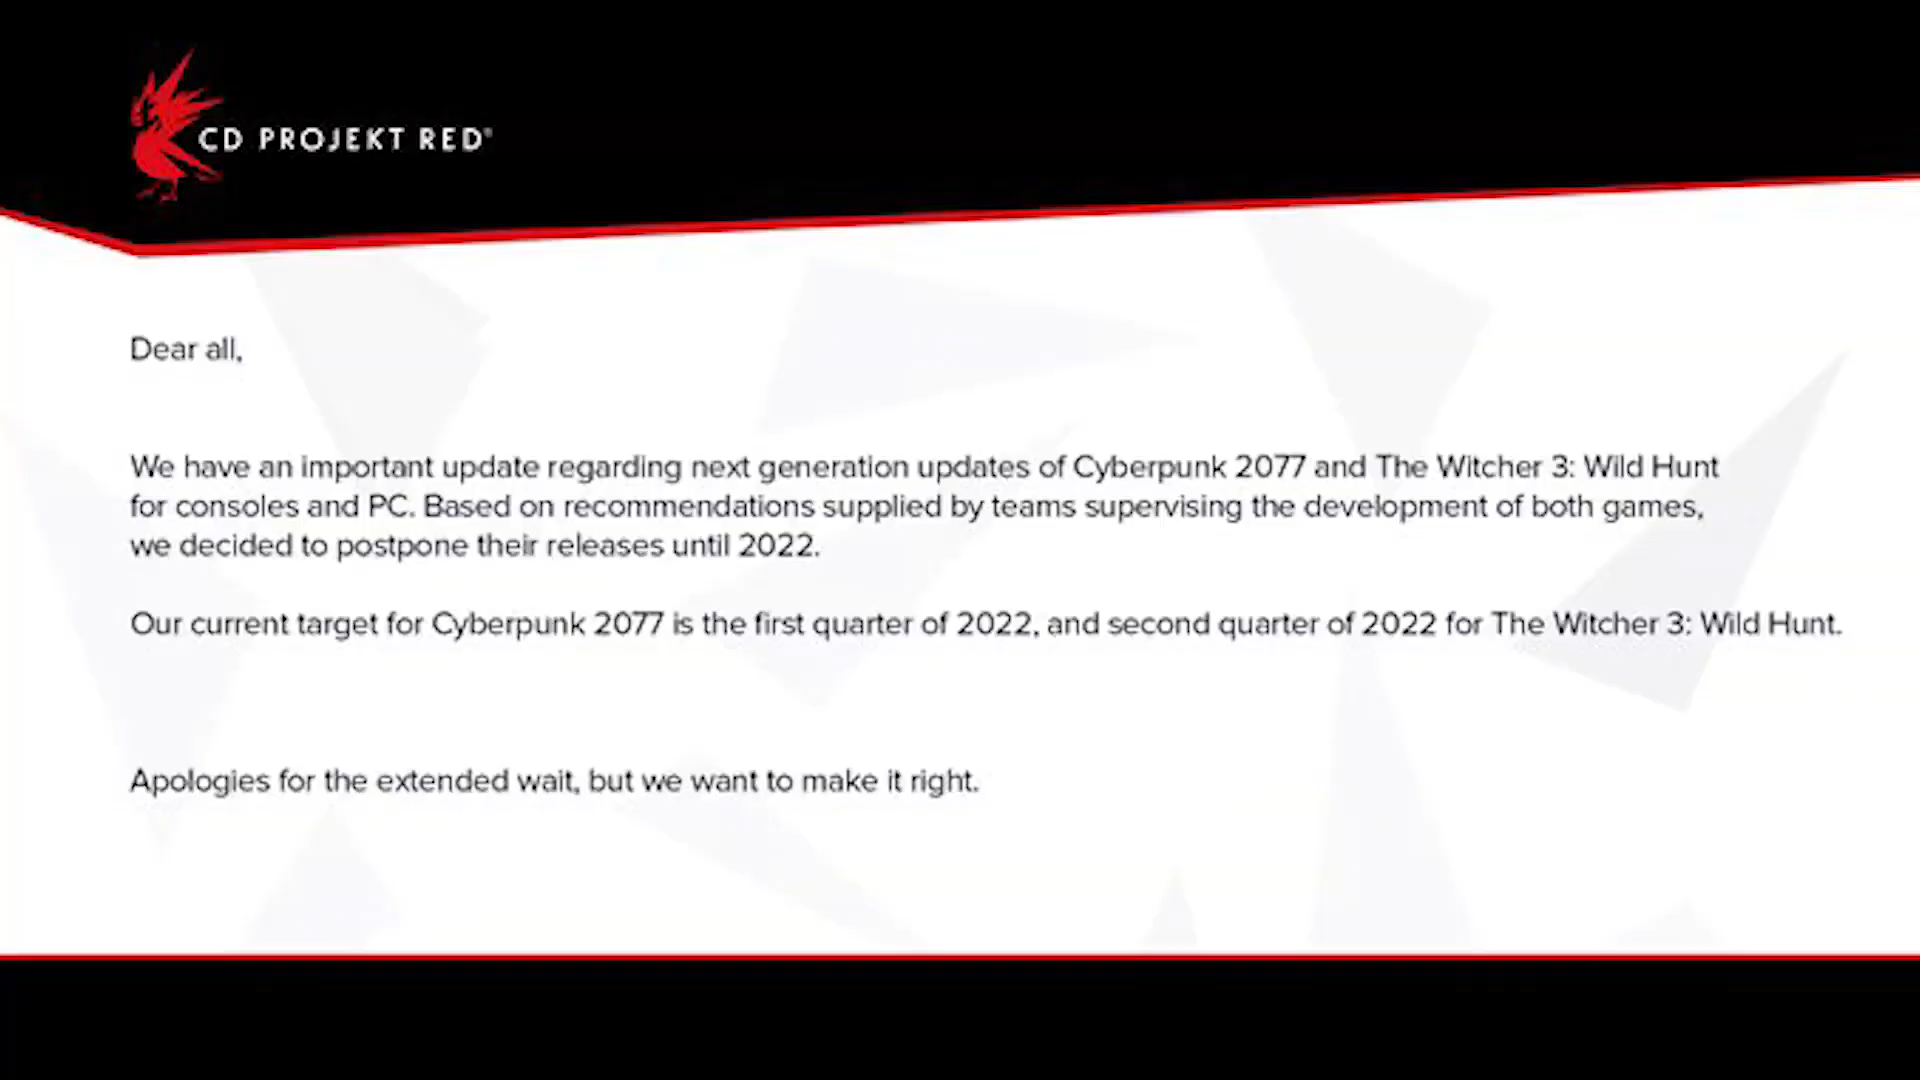 CD PROJEKT RED®
Dear all,
We have an important update regarding next generation updates of Cyberpunk 2077 and The Witcher 3: Wild Hunt
for consoles and PC. Based on recommendations supplied by teams supervising the development of both games,
we decided to postpone their releases until 2022.
Our current target for Cyberpunk 2077 is the first quarter of 2022, and second quarter of 2022 for The Witcher 3: Wild Hunt.
Apologies for the extended wait, but we want to make it right.